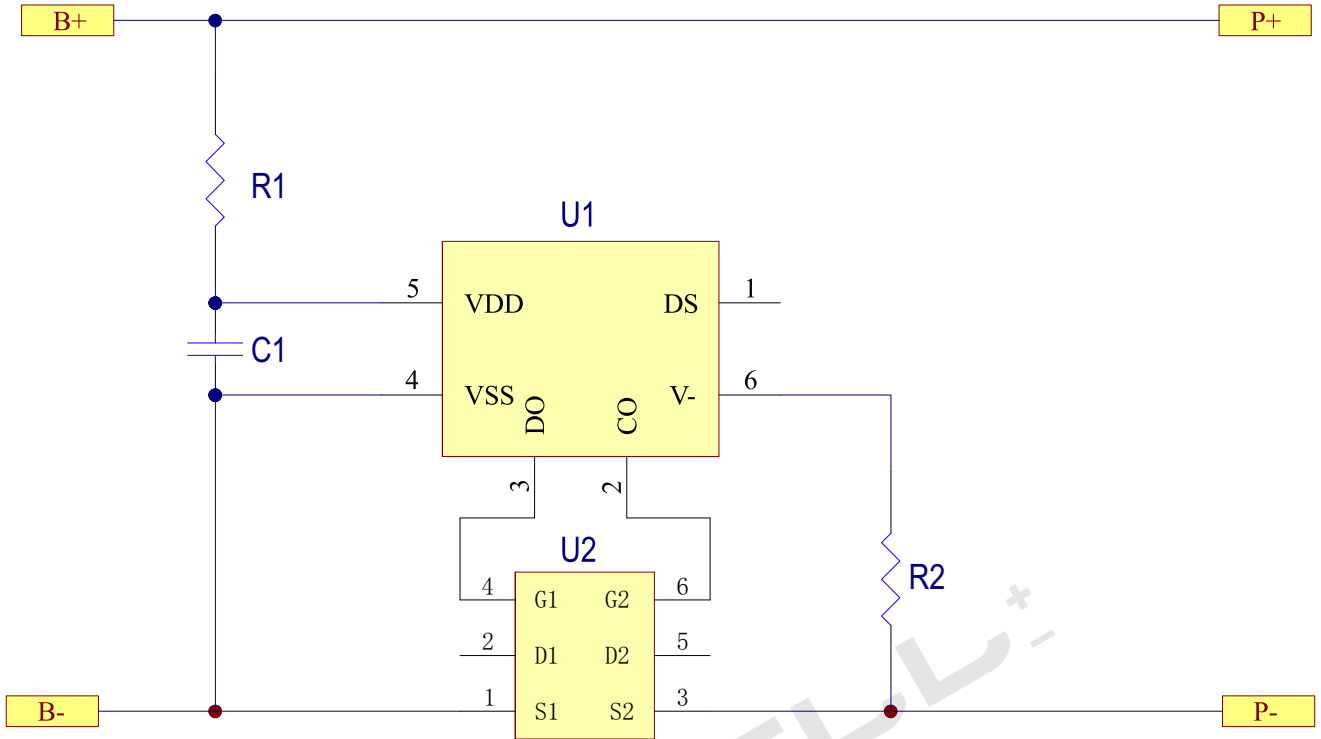 B+ P+
R1
U1
5 VDD DS 1
C1
4 VSS DO CO V- 6
3 2
U2
R2
4 G1 G2 6
2 D1 D2 5
1 S1 S2 3
B- P-